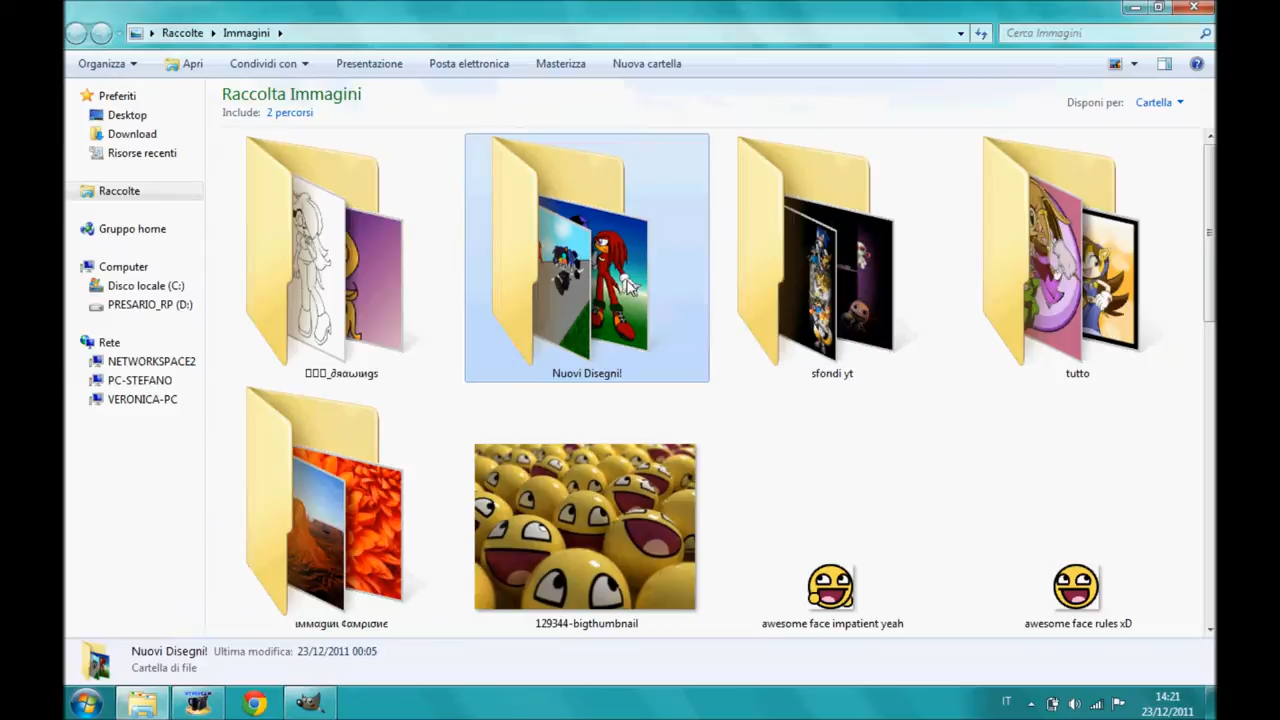 Raccolte Immagini
Cerca Immagini
Organizza Apri Condividi con Presentazione Posta elettronica Masterizza Nuova cartella
Preferiti
Desktop
Download
Risorse recenti
Raccolte
Gruppo home
Computer
Disco locale (C:)
PRESARIO_RP (D:)
Rete
NETWORKSPACE2
PC-STEFANO
VERONICA-PC
Raccolta Immagini
Include: 2 percorsi
Disponi per: Cartella
Nuovi Disegni!
sfondi yt
tutto
129344-bigthumbnail
awesome face impatient yeah
awesome face rules xD
Nuovi Disegni! Ultima modifica: 23/12/2011 00:05
Cartella di file
IT
14:21
23/12/2011